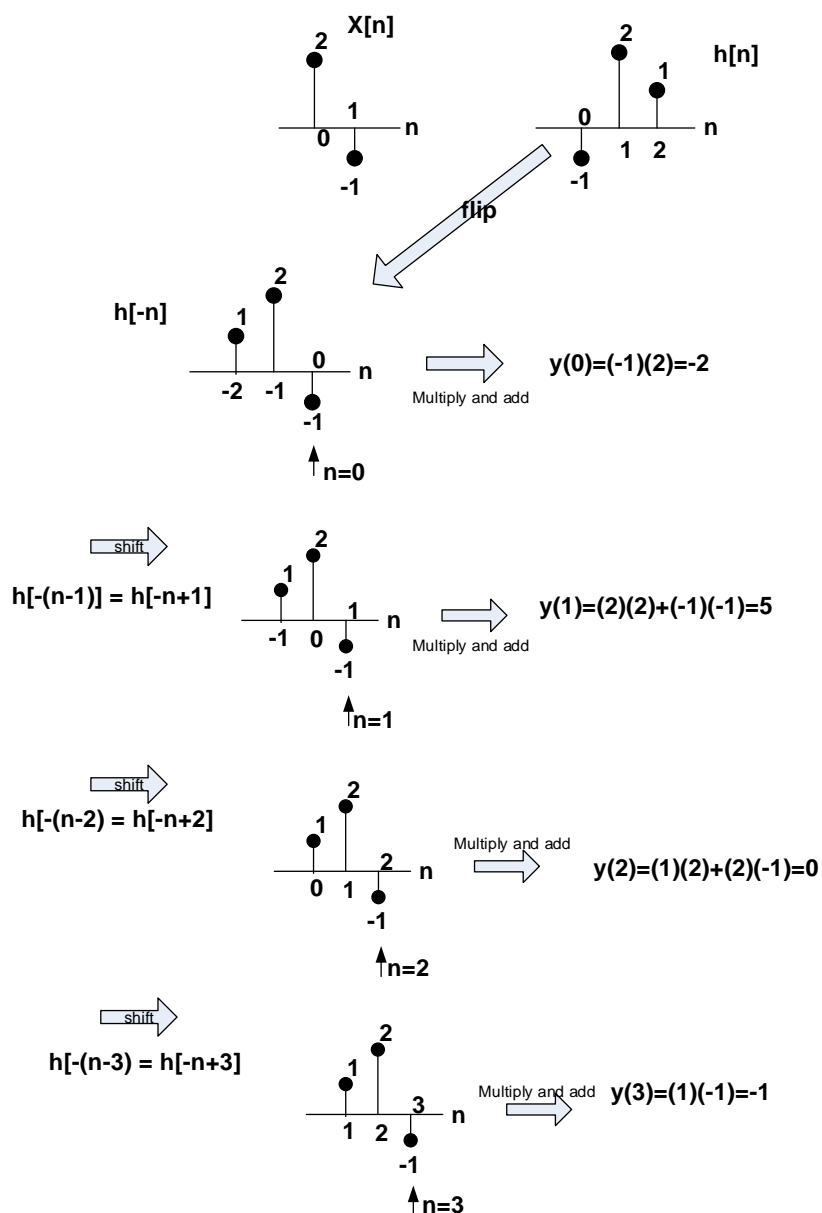 X[n]
2
1
n
0
-1
h[n]
2
1
0
n
1 2
-1
flip
h[-n]
2
1
0
n
-2 -1
-1
n=0
Multiply and add
y(0)=(-1)(2)=-2
shift
h[-(n-1)] = h[-n+1]
2
1
1
n
-1 0
-1
n=1
Multiply and add
y(1)=(2)(2)+(-1)(-1)=5
shift
h[-(n-2) = h[-n+2]
2
1
2
n
0 1
-1
n=2
Multiply and add
y(2)=(1)(2)+(2)(-1)=0
shift
h[-(n-3) = h[-n+3]
2
1
3
n
1 2
-1
n=3
Multiply and add
y(3)=(1)(-1)=-1